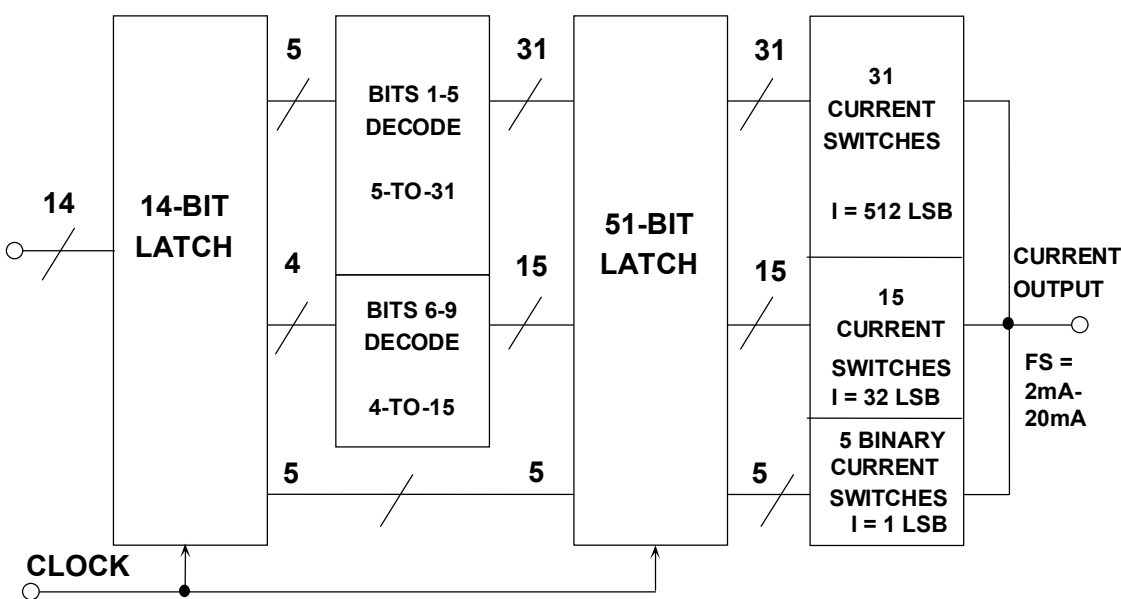 14
14-BIT
LATCH
5
BITS 1-5
DECODE
5-TO-31
31
4
BITS 6-9
DECODE
4-TO-15
15
5
5
51-BIT
LATCH
31
15
5
31
CURRENT
SWITCHES
I = 512 LSB
15
CURRENT
SWITCHES
I = 32 LSB
5 BINARY
CURRENT
SWITCHES
I = 1 LSB
CURRENT
OUTPUT
FS =
2mA-
20mA
CLOCK